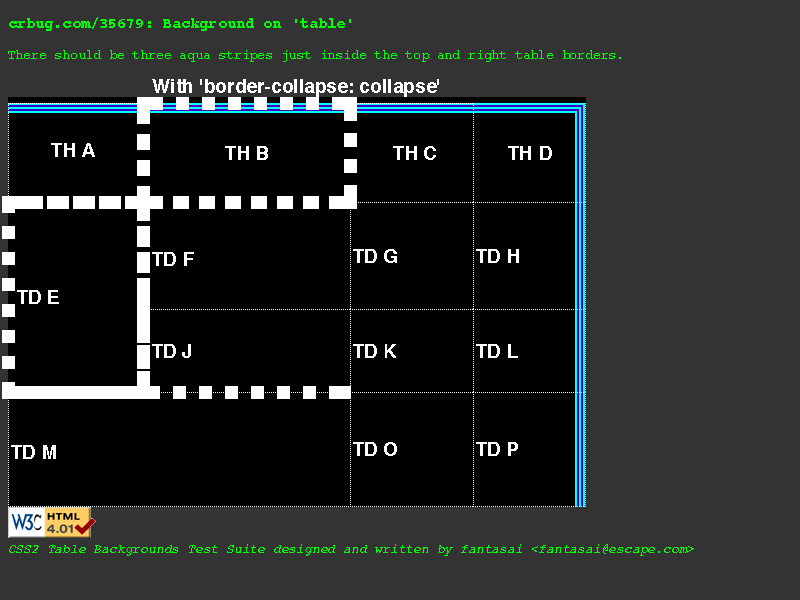 crbug.com/35679: Background on 'table'
There should be three aqua stripes just inside the top and right table borders.
With 'border-collapse: collapse'
TH A TH B TH C TH D
TD E
TD F TD G TD H
TD J TD K TD L
TD M TD O TD P
W3C HTML 4.01
CSS2 Table Backgrounds Test Suite designed and written by fantasai <fantasai@escape.com>